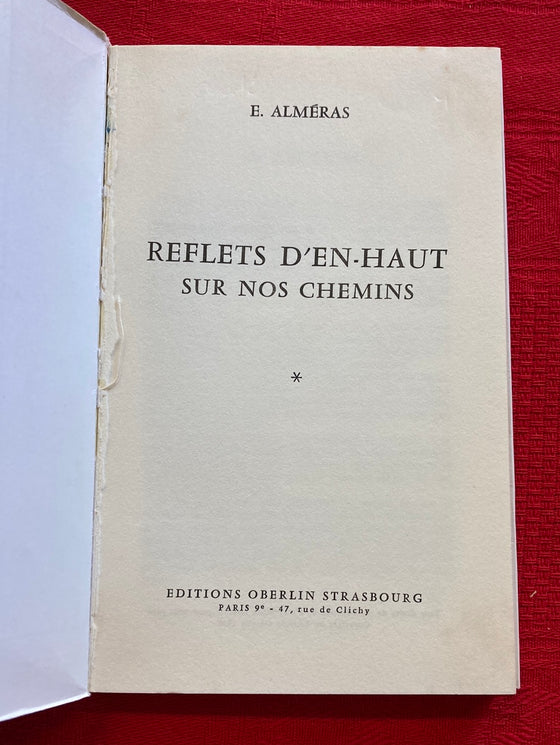 E. ALMÉRAS
REFLETS D'EN-HAUT
SUR NOS CHEMINS
*
EDITIONS OBERLIN STRASBOURG
PARIS 9e - 47, rue de Clichy